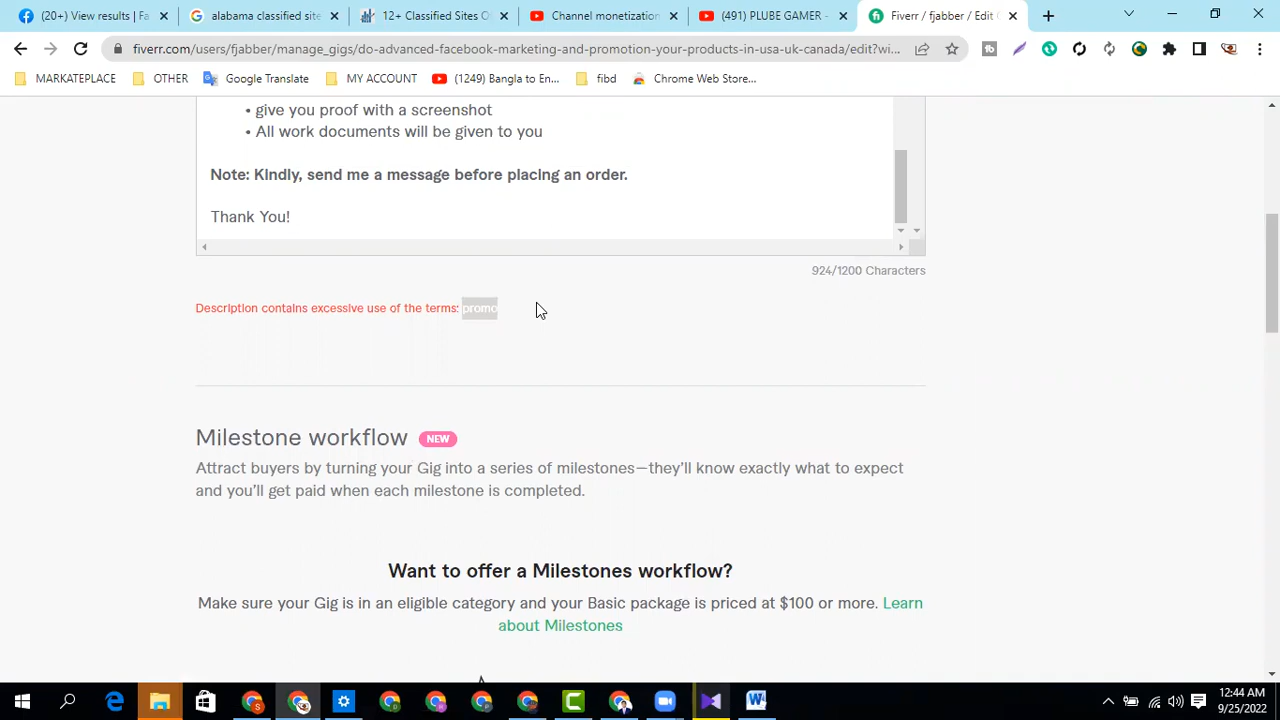 (20+) View results | Fa
alabama classified site
12+ Classified Sites O
Channel monetization
(491) PLUBE GAMER -
Fiverr / fjabber / Edit
fiverr.com/users/fjabber/manage_gigs/do-advanced-facebook-marketing-and-promotion-your-products-in-usa-uk-canada/edit?wi...
MARKATEPLACE
OTHER
Google Translate
MY ACCOUNT
(1249) Bangla to En...
fibd
Chrome Web Store...
• give you proof with a screenshot
• All work documents will be given to you
Note: Kindly, send me a message before placing an order.
Thank You!
924/1200 Characters
Description contains excessive use of the terms: promo
Milestone workflow NEW
Attract buyers by turning your Gig into a series of milestones—they'll know exactly what to expect
and you'll get paid when each milestone is completed.
Want to offer a Milestones workflow?
Make sure your Gig is in an eligible category and your Basic package is priced at $100 or more. Learn
about Milestones
12:44 AM
9/25/2022